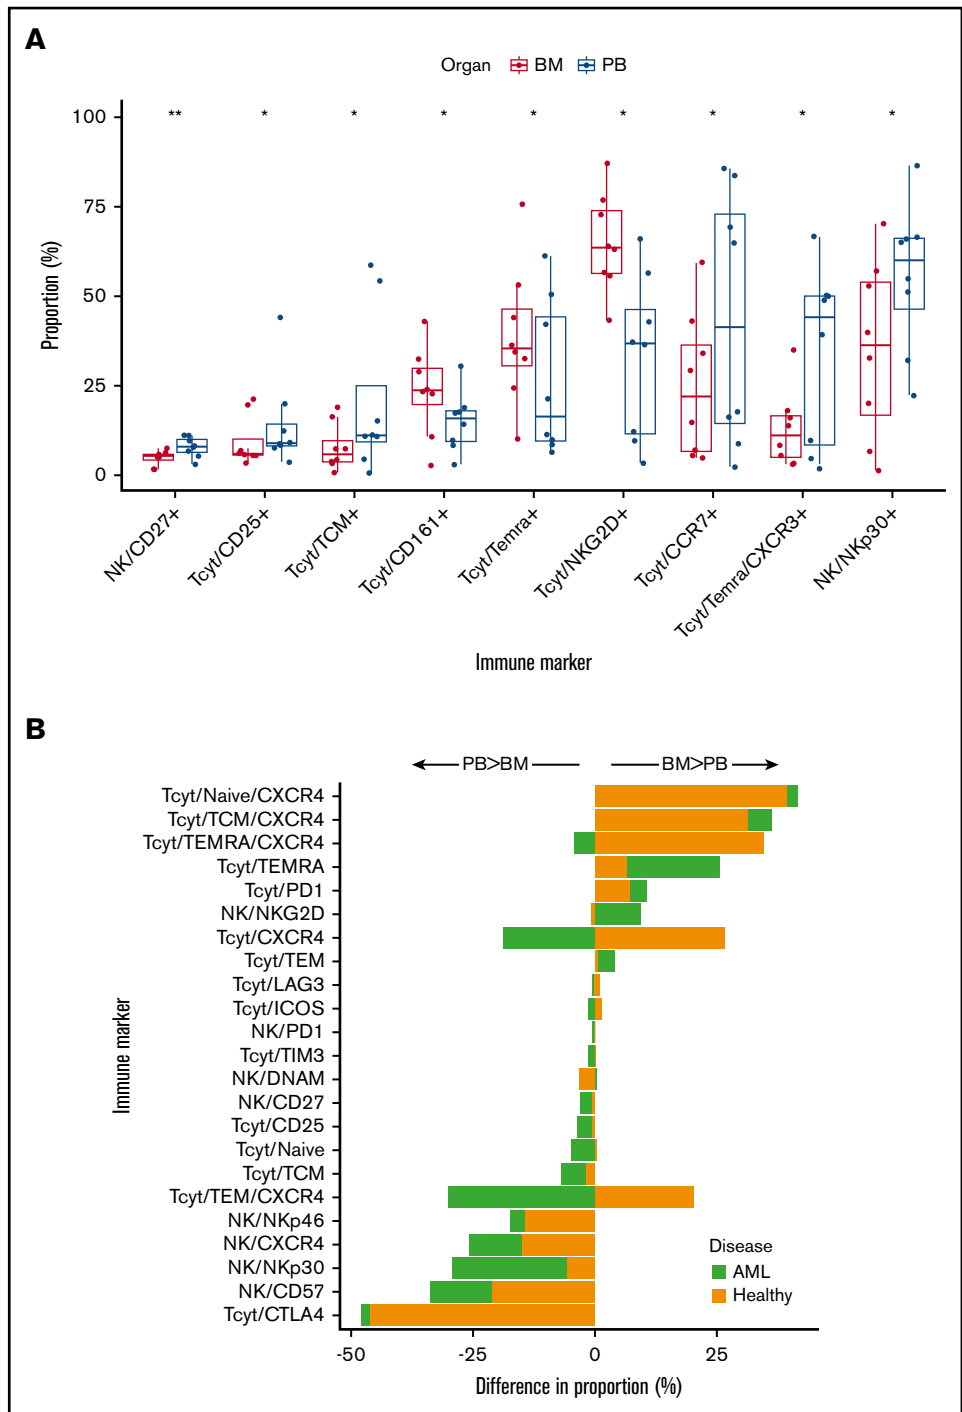 A
Organ BM PB
** * * * * * * * *
100
75
50
25
0
Proportion (%)
NK/CD27+
Tcyt/CD25+
Tcyt/TCM+
Tcyt/CD161+
Tcyt/Temra+
Tcyt/NKG2D+
Tcyt/CCR7+
Tcyt/Temra/CXCR3+
NK/NKp30+
Immune marker
B
PB>BM BM>PB
Tcyt/Naive/CXCR4
Tcyt/TCM/CXCR4
Tcyt/TEMRA/CXCR4
Tcyt/TEMRA
Tcyt/PD1
NK/NKG2D
Tcyt/CXCR4
Tcyt/TEM
Tcyt/LAG3
Tcyt/ICOS
NK/PD1
Tcyt/TIM3
NK/DNAM
NK/CD27
Tcyt/CD25
Tcyt/Naive
Tcyt/TCM
Tcyt/TEM/CXCR4
NK/NKp46
NK/CXCR4
NK/NKp30
NK/CD57
Tcyt/CTLA4
Immune marker
Disease
AML
Healthy
-50 -25 0 25
Difference in proportion (%)